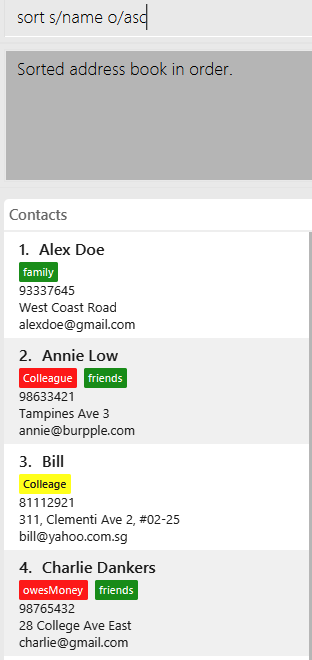 sort s/name o/asc
Sorted address book in order.
Contacts
1. Alex Doe
family
93337645
West Coast Road
alexdoe@gmail.com
2. Annie Low
Colleague friends
98633421
Tampines Ave 3
annie@burpple.com
3. Bill
Colleage
81112921
311, Clementi Ave 2, #02-25
bill@yahoo.com.sg
4. Charlie Dankers
owesMoney friends
98765432
28 College Ave East
charlie@gmail.com